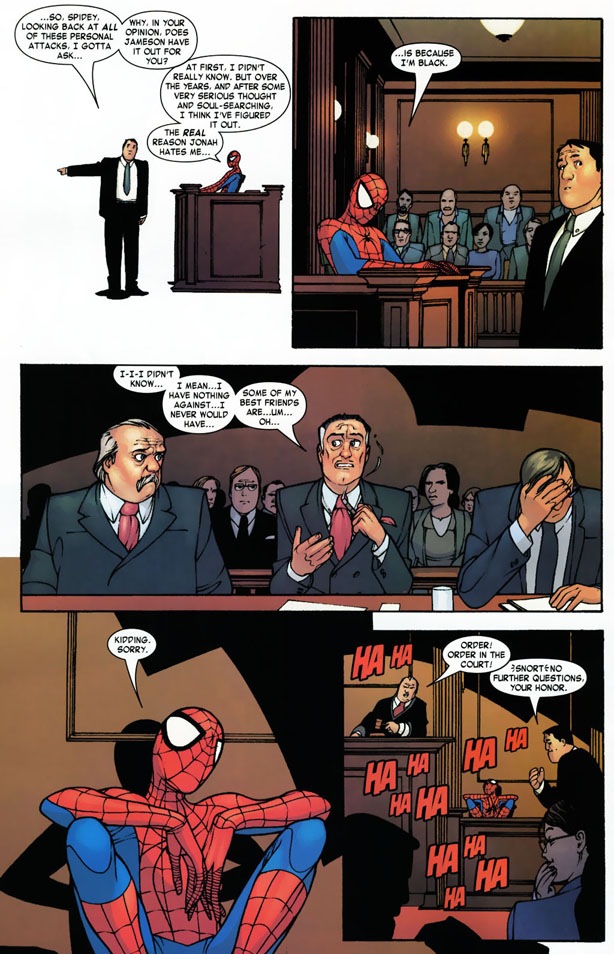 ...SO, SPIDEY,
LOOKING BACK AT ALL
OF THESE PERSONAL
ATTACKS, I GOTTA
ASK...
WHY, IN YOUR
OPINION, DOES
JAMESON HAVE
IT OUT FOR
YOU?
AT FIRST, I DIDN'T
REALLY KNOW. BUT OVER
THE YEARS, AND AFTER SOME
VERY SERIOUS THOUGHT
AND SOUL-SEARCHING,
I THINK I'VE FIGURED
IT OUT.
THE REAL
REASON JONAH
HATES ME...
...IS BECAUSE
I'M BLACK.
I-I-I DIDN'T
KNOW...
I MEAN...I
HAVE NOTHING
AGAINST...I
NEVER WOULD
HAVE...
SOME OF MY
BEST FRIENDS
ARE...UM...
OH...
KIDDING.
SORRY.
HA HA
ORDER!
ORDER IN THE
COURT!
?SNORT?NO
FURTHER QUESTIONS,
YOUR HONOR.
HA HA
HA HA
HA HA
HA HA
HA HA
HA